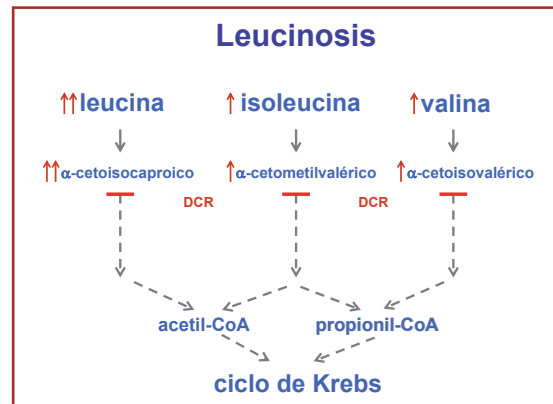 Leucinosis
↑↑leucina ↑ isoleucina ↑ valina
↑↑ α-cetoisocaproico ↑ α-cetometilvalérico ↑ α-cetoisovalérico
DCR DCR
acetil-CoA propionil-CoA
ciclo de Krebs